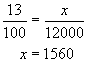 13/100 = x/12000
x = 1560